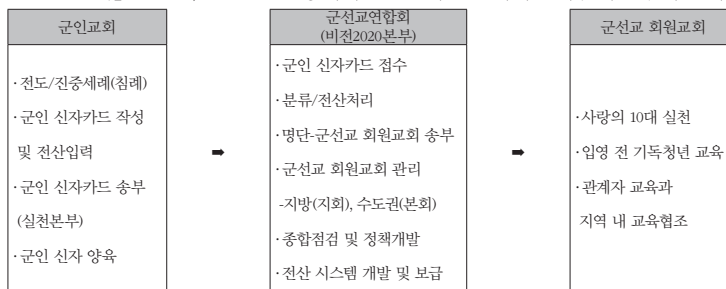 군인교회
·전도/진중세례(침례)
·군인 신자카드 작성
및 전산입력
·군인 신자카드 송부
(실천본부)
·군인 신자 양육
➡
군선교연합회
(비전2020본부)
·군인 신자카드 접수
·분류/전산처리
·명단-군선교 회원교회 송부
·군선교 회원교회 관리
-지방(지회), 수도권(본회)
·종합점검 및 정책개발
·전산 시스템 개발 및 보급
➡
군선교 회원교회
·사랑의 10대 실천
·입영 전 기독청년 교육
·관계자 교육과
지역 내 교육협조